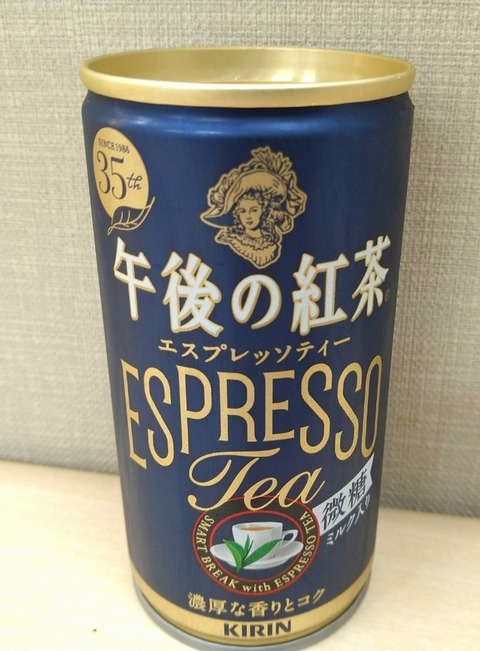 SINCE 1986
35th
午後の紅茶
エスプレッソティー
ESPRESSO
Tea
微糖
ミルク入り
SMART BREAK with ESPRESSO TEA
濃厚な香りとコク
KIRIN